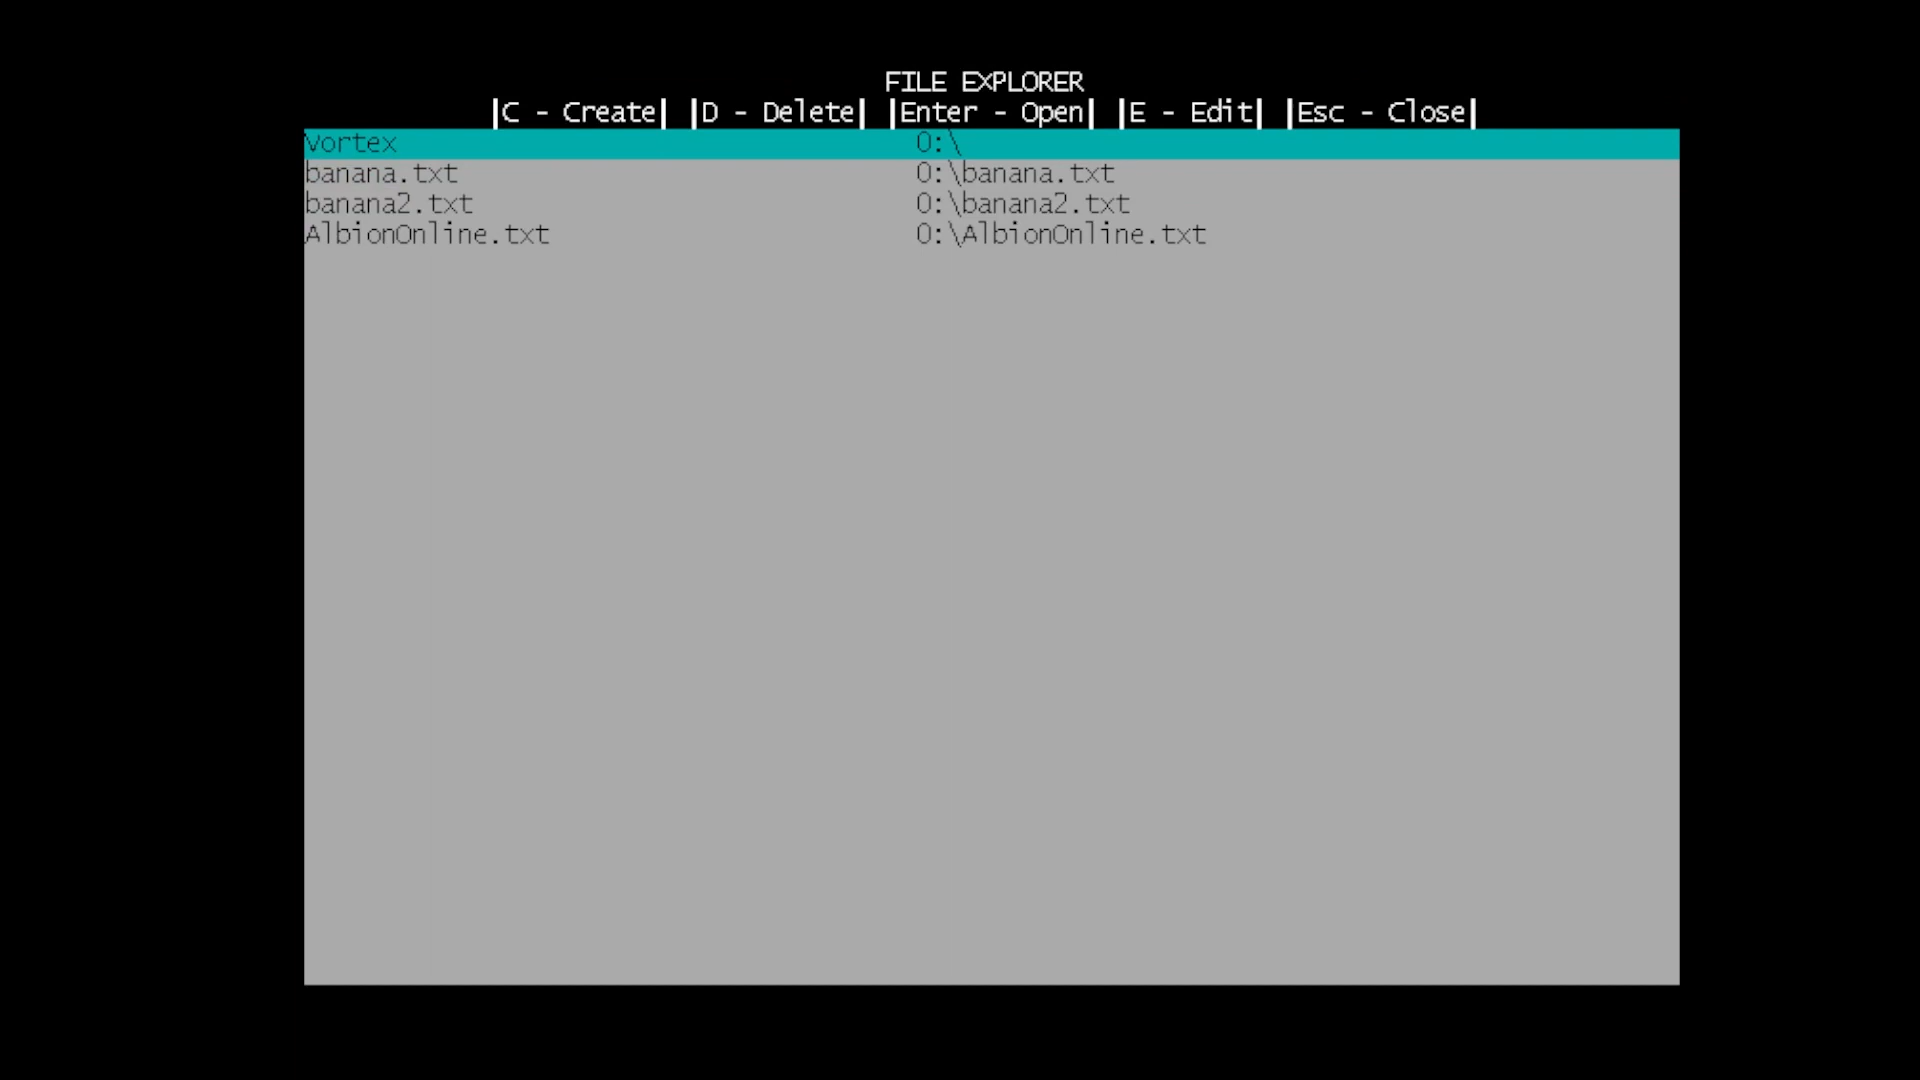 FILE EXPLORER
|C - Create| |D - Delete| |Enter - Open| |E - Edit| |Esc - Close|
Vortex 0:\
banana.txt 0:\banana.txt
banana2.txt 0:\banana2.txt
AlbionOnline.txt 0:\AlbionOnline.txt